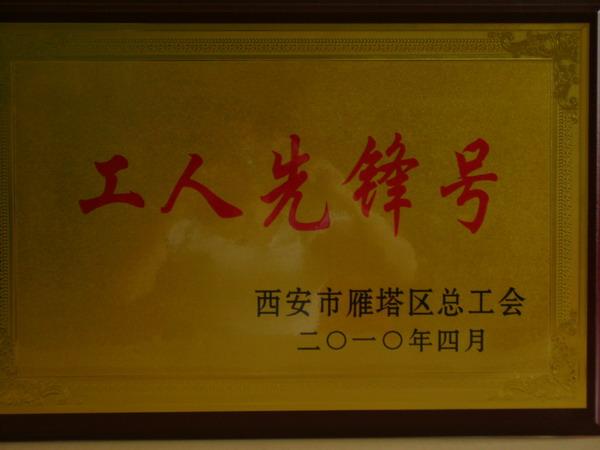 工人先锋号
西安市雁塔区总工会
二〇一〇年四月